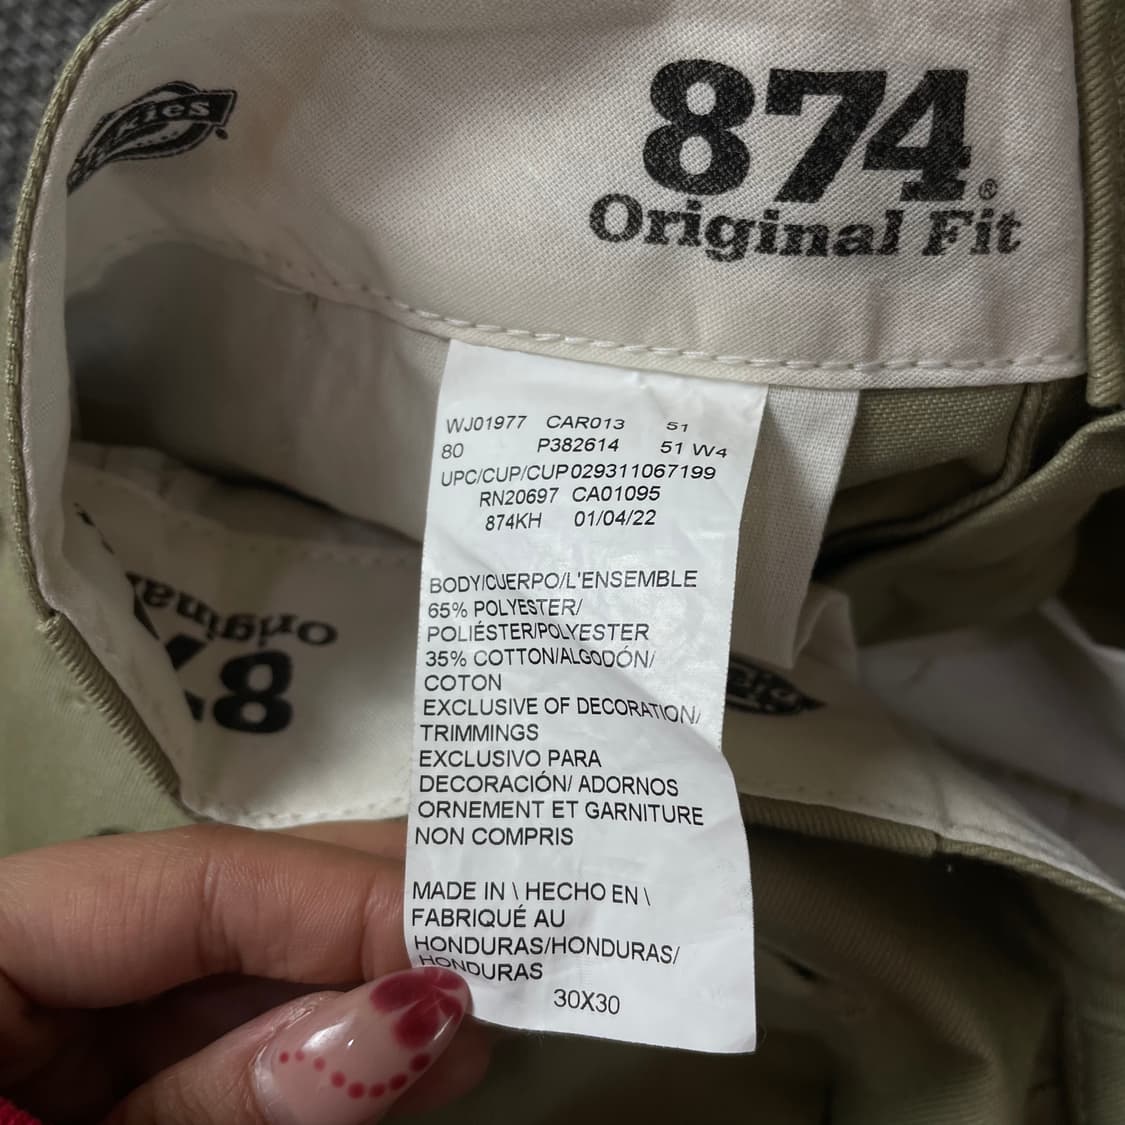 874
Original Fit
WJ01977 CAR013 51
80 P382614 51 W4
UPC/CUP/CUP029311067199
RN20697 CA01095
874KH 01/04/22
BODY/CUERPO/L'ENSEMBLE
65% POLYESTER/
POLIÉSTER/POLYESTER
35% COTTON/ALGODÓN/
COTON
EXCLUSIVE OF DECORATION/
TRIMMINGS
EXCLUSIVO PARA
DECORACIÓN/ ADORNOS
ORNEMENT ET GARNITURE
NON COMPRIS
MADE IN \ HECHO EN \
FABRIQUÉ AU
HONDURAS/HONDURAS/
HONDURAS
30X30